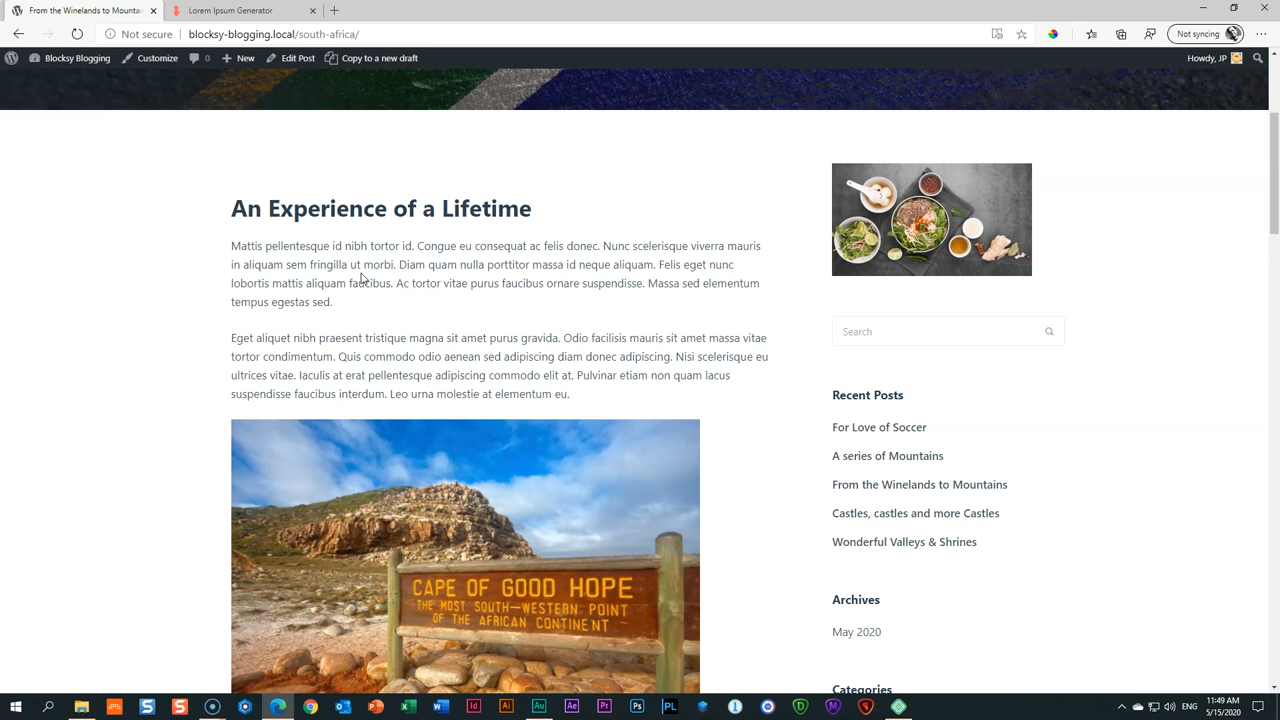 From the Winelands to Mountai
Lorem Ipsum Generator
Not secure
blocksy-blogging.local/south-africa/
Not syncing
Blocksy Blogging
Customize
0
New
Edit Post
Copy to a new draft
Howdy, JP
An Experience of a Lifetime
Mattis pellentesque id nibh tortor id. Congue eu consequat ac felis donec. Nunc scelerisque viverra mauris
in aliquam sem fringilla ut morbi. Diam quam nulla porttitor massa id neque aliquam. Felis eget nunc
lobortis mattis aliquam faucibus. Ac tortor vitae purus faucibus ornare suspendisse. Massa sed elementum
tempus egestas sed.
Eget aliquet nibh praesent tristique magna sit amet purus gravida. Odio facilisis mauris sit amet massa vitae
tortor condimentum. Quis commodo odio aenean sed adipiscing diam donec adipiscing. Nisi scelerisque eu
ultrices vitae. Iaculis at erat pellentesque adipiscing commodo elit at. Pulvinar etiam non quam lacus
suspendisse faucibus interdum. Leo urna molestie at elementum eu.
CAPE OF GOOD HOPE
THE MOST SOUTH-WESTERN POINT
OF THE AFRICAN CONTINENT
Search
Recent Posts
For Love of Soccer
A series of Mountains
From the Winelands to Mountains
Castles, castles and more Castles
Wonderful Valleys & Shrines
Archives
May 2020
Categories
Id
Ai
Au
Ae
Pr
Ps
PL
ENG
11:49 AM
5/15/2020